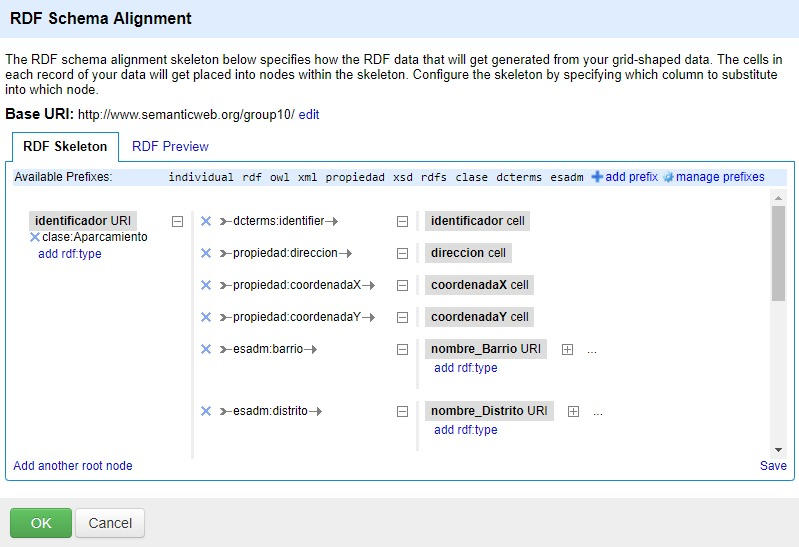 RDF Schema Alignment
The RDF schema alignment skeleton below specifies how the RDF data that will get generated from your grid-shaped data. The cells in
each record of your data will get placed into nodes within the skeleton. Configure the skeleton by specifying which column to substitute
into which node.
Base URI: http://www.semanticweb.org/group10/ edit
RDF Skeleton RDF Preview
Available Prefixes: individual rdf owl xml propiedad xsd rdfs clase dcterms esadm add prefix manage prefixes
identificador URI dcterms:identifier identificador cell
clase:Aparcamiento
add rdf:type propiedad:direccion direccion cell
propiedad:coordenadaX coordenadaX cell
propiedad:coordenadaY coordenadaY cell
esadm:barrio nombre_Barrio URI ...
add rdf:type
esadm:distrito nombre_Distrito URI ...
add rdf:type
Add another root node Save
OK Cancel